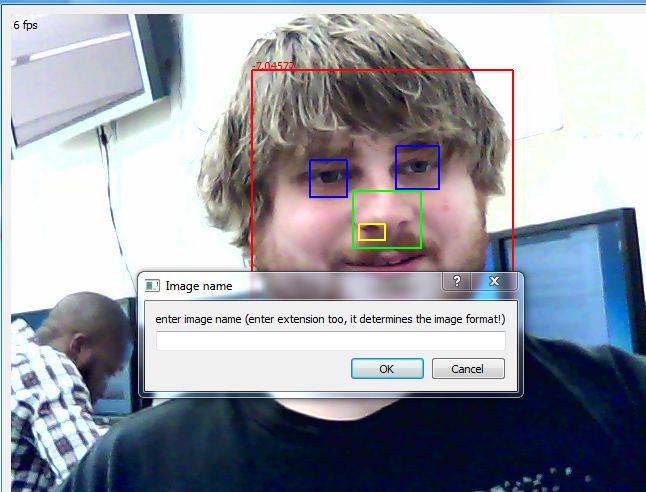 6 fps
-7.04577
Image name
enter image name (enter extension too, it determines the image format!)
OK
Cancel